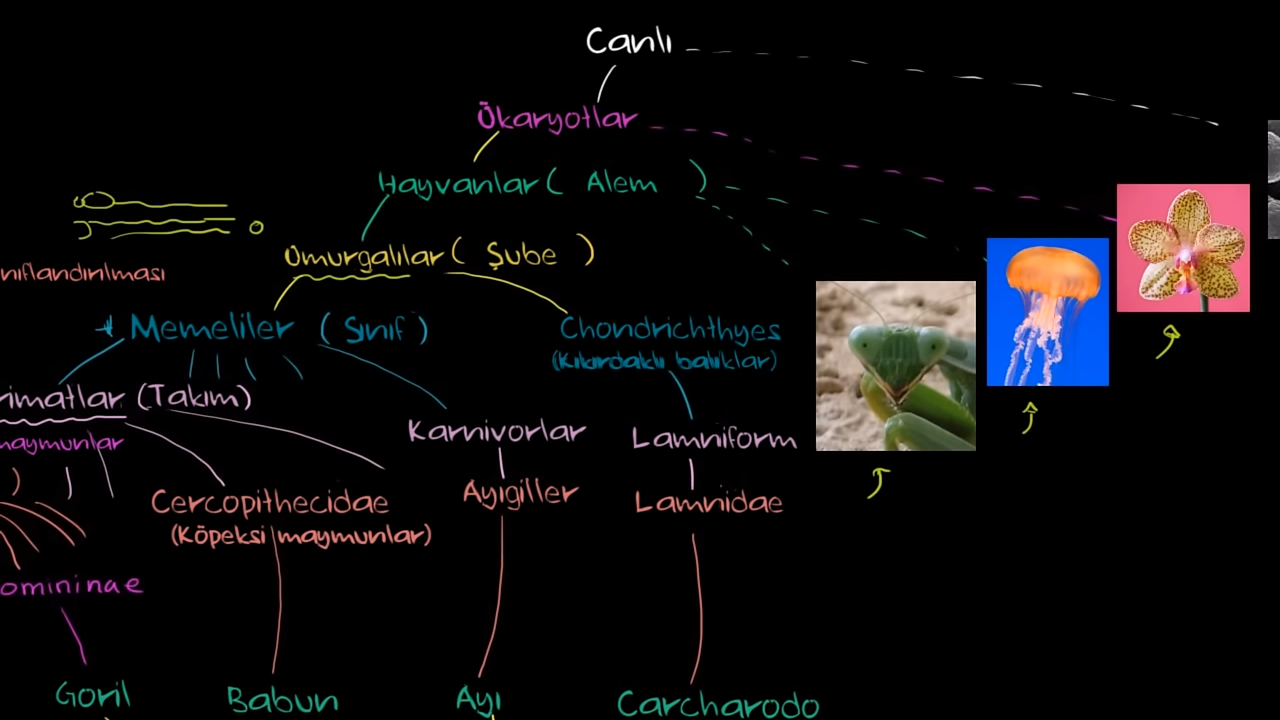 Canlı
Ökaryotlar
Hayvanlar ( Alem )
Omurgalılar ( Şube )
nıflandırılması
Memeliler ( Sınıf )
Chondrichthyes
(Kıkırdaklı balıklar)
rimatlar (Takım)
maymunlar
Karnivorlar
Lamniform
Cercopithecidae
(Köpeksi maymunlar)
Ayıgiller
Lamnidae
omininae
Goril
Babun
Ayı
Carcharodo